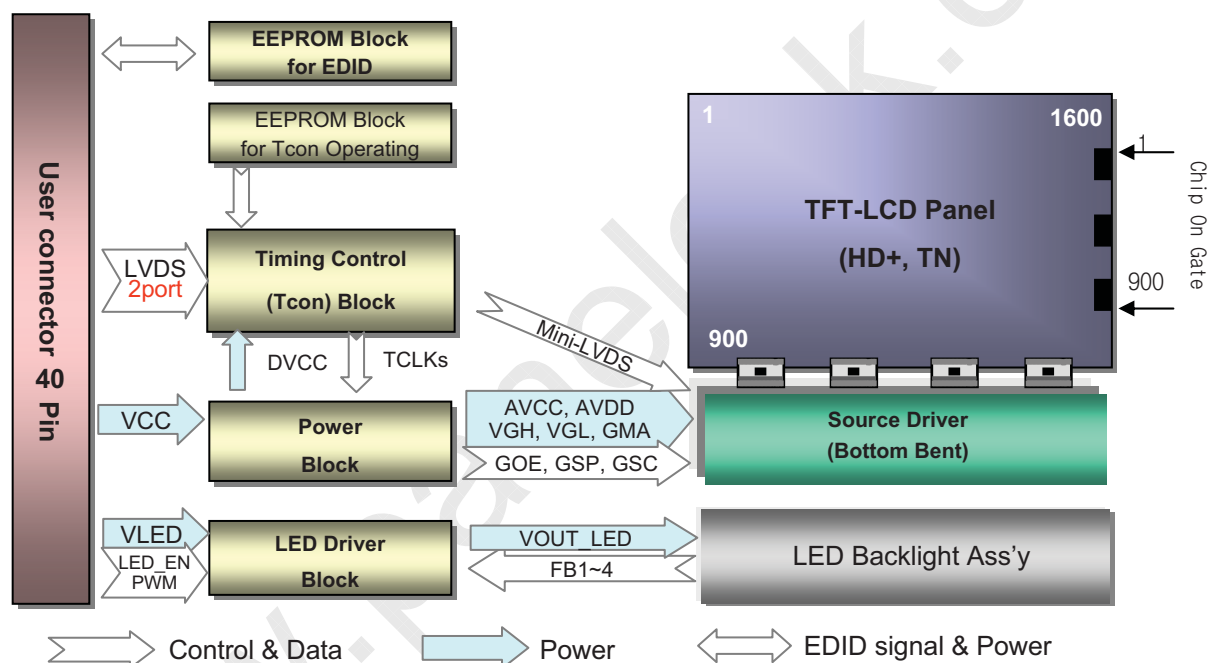 User connector 40 Pin
EEPROM Block
for EDID
EEPROM Block
for Tcon Operating
LVDS
2port
Timing Control
(Tcon) Block
DVCC
TCLKs
VCC
Power
Block
Mini-LVDS
AVCC, AVDD
VGH, VGL, GMA
GOE, GSP, GSC
VLED
LED_EN
PWM
LED Driver
Block
VOUT_LED
FB1~4
1
1600
TFT-LCD Panel
(HD+, TN)
900
1
900
Chip On Gate
Source Driver
(Bottom Bent)
LED Backlight Ass'y
Control & Data
Power
EDID signal & Power